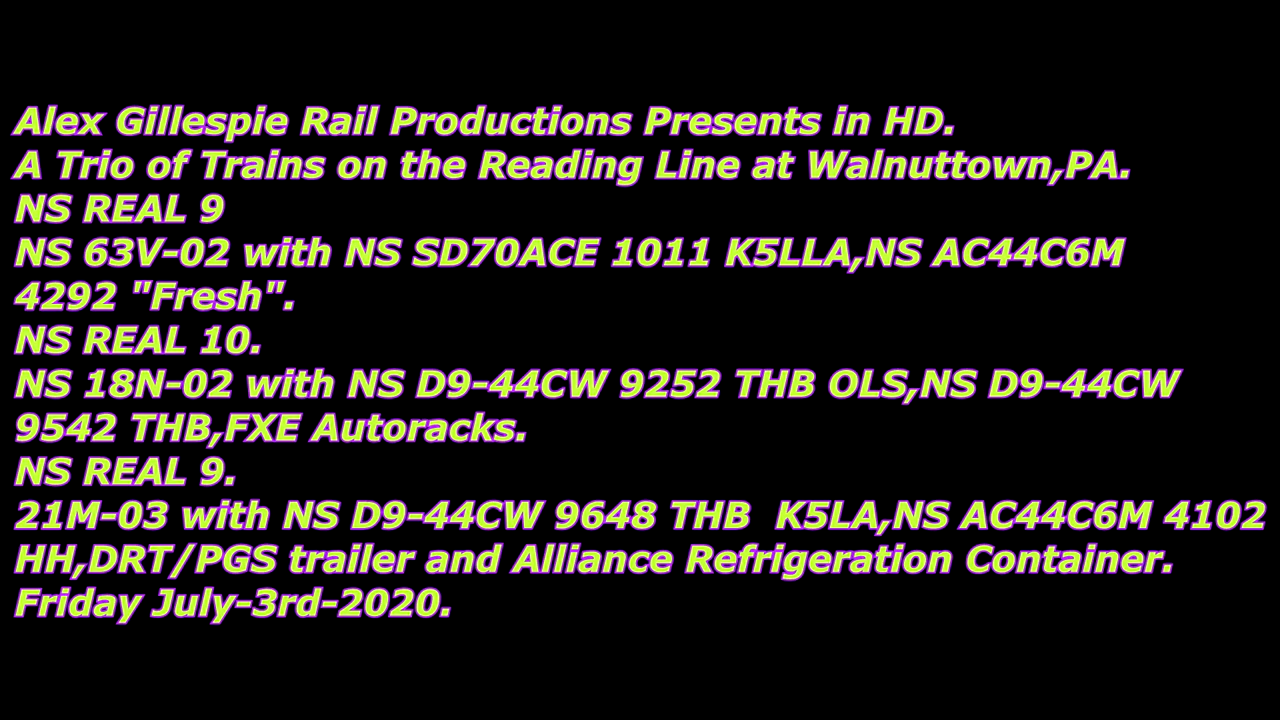 Alex Gillespie Rail Productions Presents in HD.
A Trio of Trains on the Reading Line at Walnuttown,PA.
NS REAL 9
NS 63V-02 with NS SD70ACE 1011 K5LLA,NS AC44C6M
4292 "Fresh".
NS REAL 10.
NS 18N-02 with NS D9-44CW 9252 THB OLS,NS D9-44CW
9542 THB,FXE Autoracks.
NS REAL 9.
21M-03 with NS D9-44CW 9648 THB  K5LA,NS AC44C6M 4102
HH,DRT/PGS trailer and Alliance Refrigeration Container.
Friday July-3rd-2020.